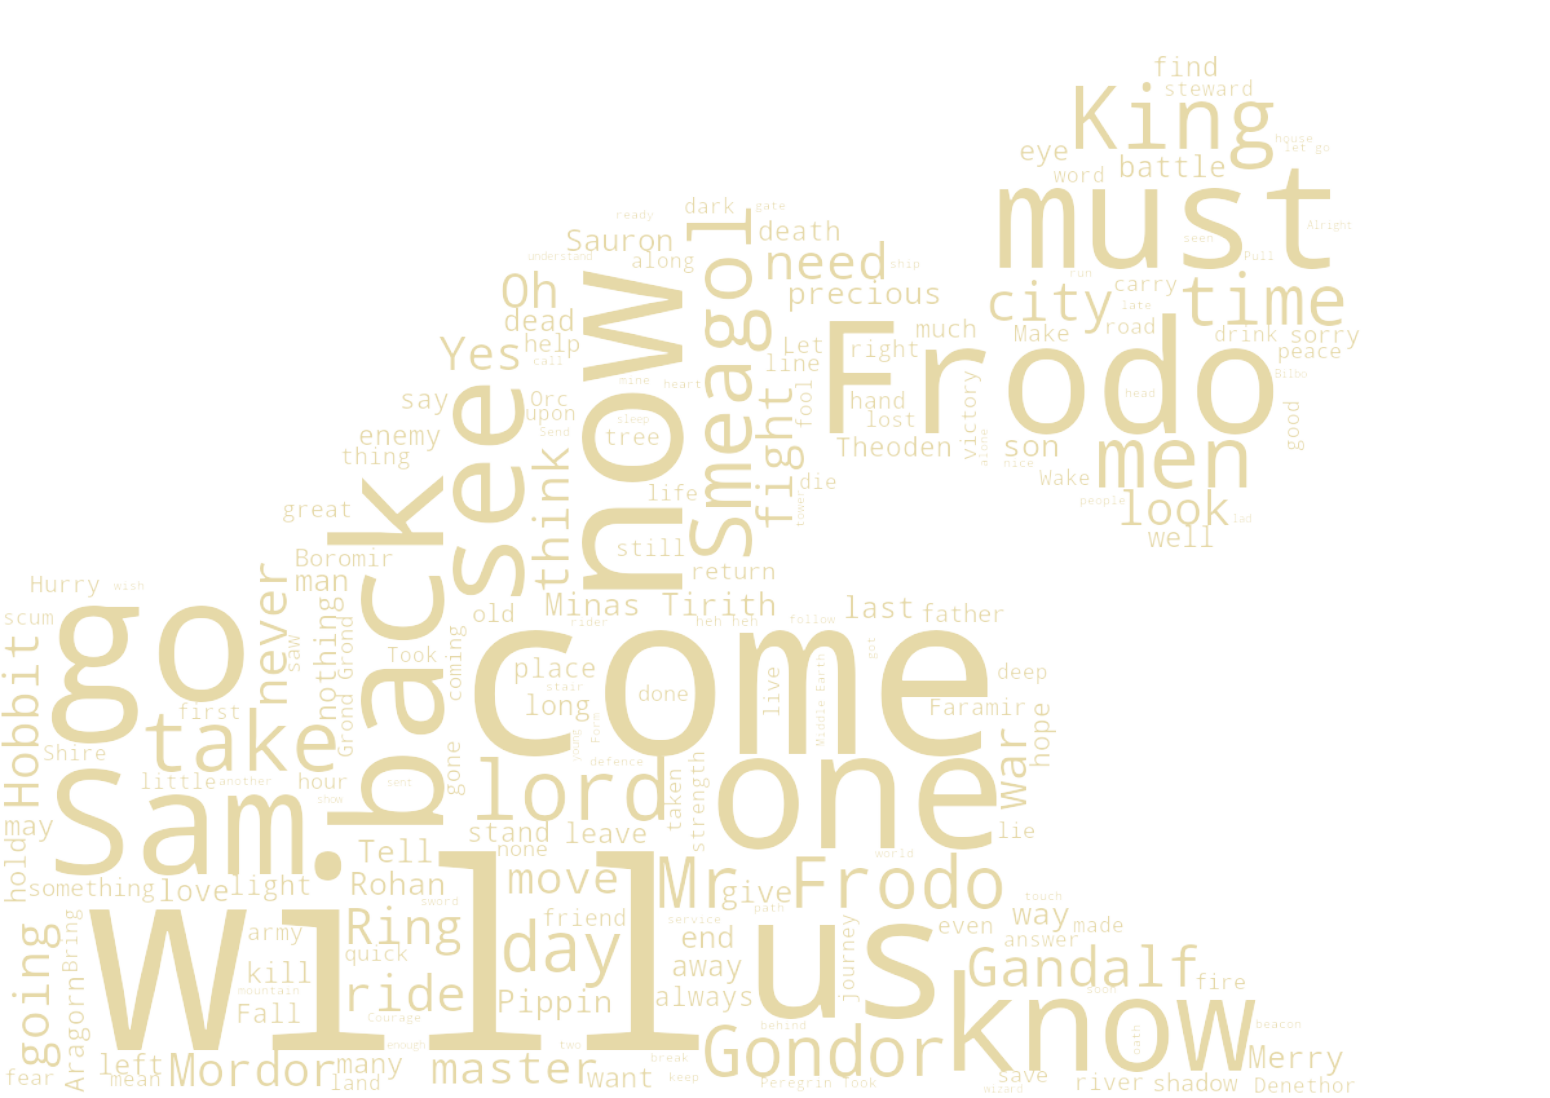 find
King
steward
house
let go
eye
battle
word
must
seen
Alright
Pull
ready
dark
gate
Sauron
death
understand
along
need
ship
run
Oh
now
Smeagol
precious
city
carry
time
late
dead
Frodo
much
Make
road
drink
sorry
Yes
help
Let
right
peace
call
line
Bilbo
mine
heart
see
say
Orc
upon
fool
hand
victory
head
sleep
lost
good
enemy
Send
tree
fight
Theoden
alone
son
men
thing
think
nice
back
life
die
Wake
great
tower
people
look
lad
still
well
Boromir
return
Hurry
wish
man
never
nothing
old
Minas Tirith
last
father
scum
go
rider
heh heh
follow
come
Hobbit
saw
Grond Grond
Took
coming
place
got
deep
stair
done
live
Middle Earth
first
take
long
Form
Faramir
hope
Shire
young
war
gone
defence
little
another
hour
sent
lord
taken
strength
one
Sam
show
may
stand
leave
lie
hold
Tell
none
will
world
something
love
light
Rohan
move
Mr Frodo
give
sword
touch
Ring
friend
service
path
us
way
going
Bring
army
day
end
journey
even
made
answer
quick
away
Gandalf
kill
ride
mountain
Pippin
always
soon
fire
know
Aragorn
Fall
Courage
behind
oath
beacon
Gondor
enough
two
break
Merry
left
Mordor
many
master
want
keep
save
fear
mean
land
Peregrin Took
wizard
river
shadow
Denethor